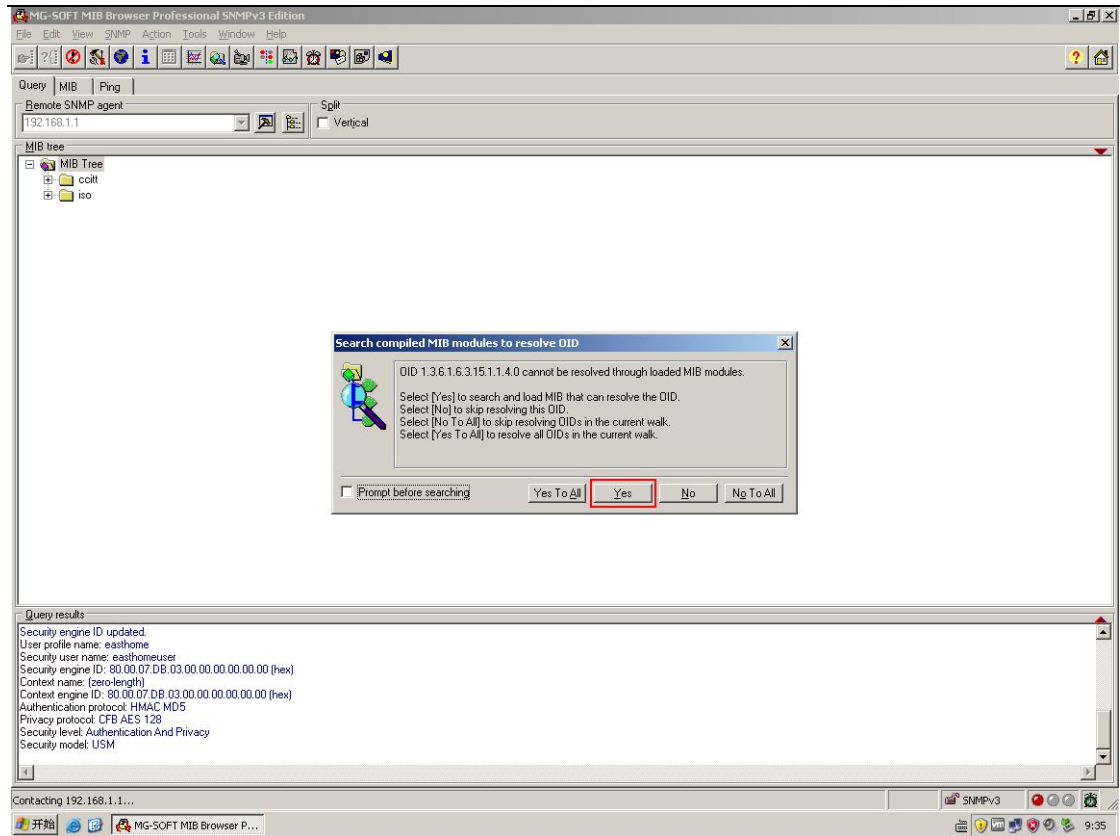 MG-SOFT MIB Browser Professional SNMPv3 Edition
File Edit View SNMP Action Tools Window Help
Query MIB Ping
Remote SNMP agent
Split
192.168.1.1
Vertical
MIB tree
MIB Tree
ccitt
iso
Search compiled MIB modules to resolve OID
OID 1.3.6.1.6.3.15.1.1.4.0 cannot be resolved through loaded MIB modules.
Select [Yes] to search and load MIB that can resolve the OID.
Select [No] to skip resolving this OID.
Select [No To All] to skip resolving OIDs in the current walk.
Select [Yes To All] to resolve all OIDs in the current walk.
Prompt before searching
Yes To All Yes No No To All
Query results
Security engine ID updated.
User profile name: easthome
Security user name: easthomeuser
Security engine ID: 80.00.07.DB.03.00.00.00.00.00.00 (hex)
Context name: (zero-length)
Context engine ID: 80.00.07.DB.03.00.00.00.00.00.00 (hex)
Authentication protocol: HMAC MD5
Privacy protocol: CFB AES 128
Security level: Authentication And Privacy
Security model: USM
Contacting 192.168.1.1...
SNMPv3
开始 MG-SOFT MIB Browser P... 9:35